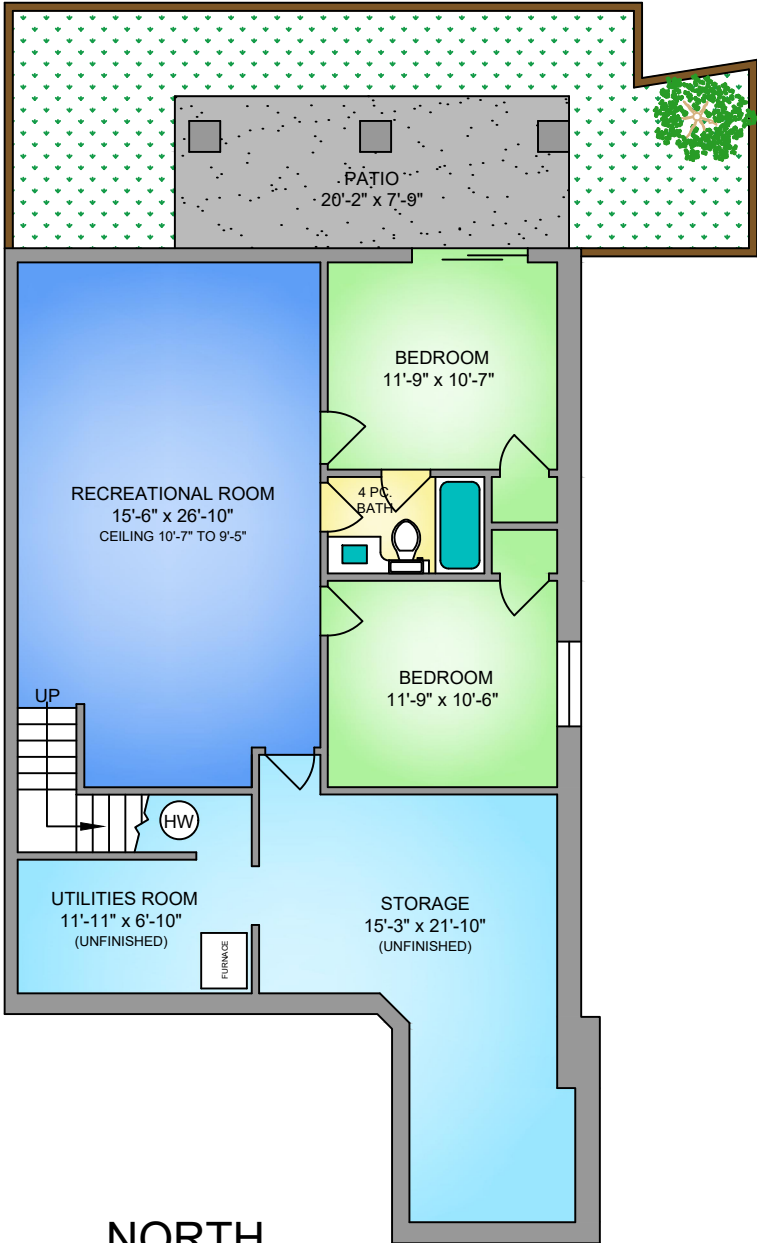 PATIO
20'-2" x 7'-9"
BEDROOM
11'-9" x 10'-7"
RECREATIONAL ROOM
15'-6" x 26'-10"
CEILING 10'-7" TO 9'-5"
4 PC.
BATH
BEDROOM
11'-9" x 10'-6"
UP
HW
UTILITIES ROOM
11'-11" x 6'-10"
(UNFINISHED)
FURNACE
STORAGE
15'-3" x 21'-10"
(UNFINISHED)
NORTH